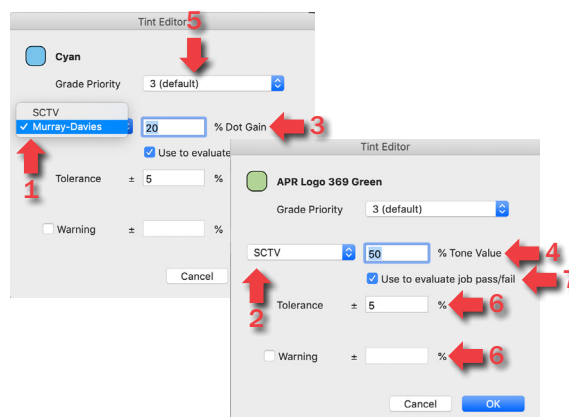 Tint Editor
5
Cyan
Grade Priority 3 (default)
SCTV
✓ Murray-Davies 20 % Dot Gain 3
Use to evaluate
1 Tolerance ± 5 %
Warning ± %
Cancel
Tint Editor
APR Logo 369 Green
Grade Priority 3 (default)
SCTV 50 % Tone Value 4
Use to evaluate job pass/fail 7
2 Tolerance ± 5 % 6
Warning ± % 6
Cancel OK